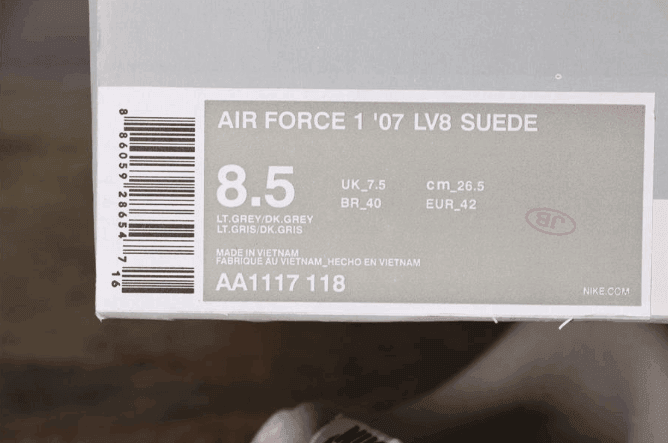 AIR FORCE 1 '07 LV8 SUEDE
8.5
UK_7.5 cm_26.5
BR_40 EUR_42
LT.GREY/DK.GREY
LT.GRIS/DK.GRIS
JB
MADE IN VIETNAM
FABRIQUÉ AU VIETNAM_HECHO EN VIETNAM
AA1117 118
NIKE.COM
8 86059 28654 7 16